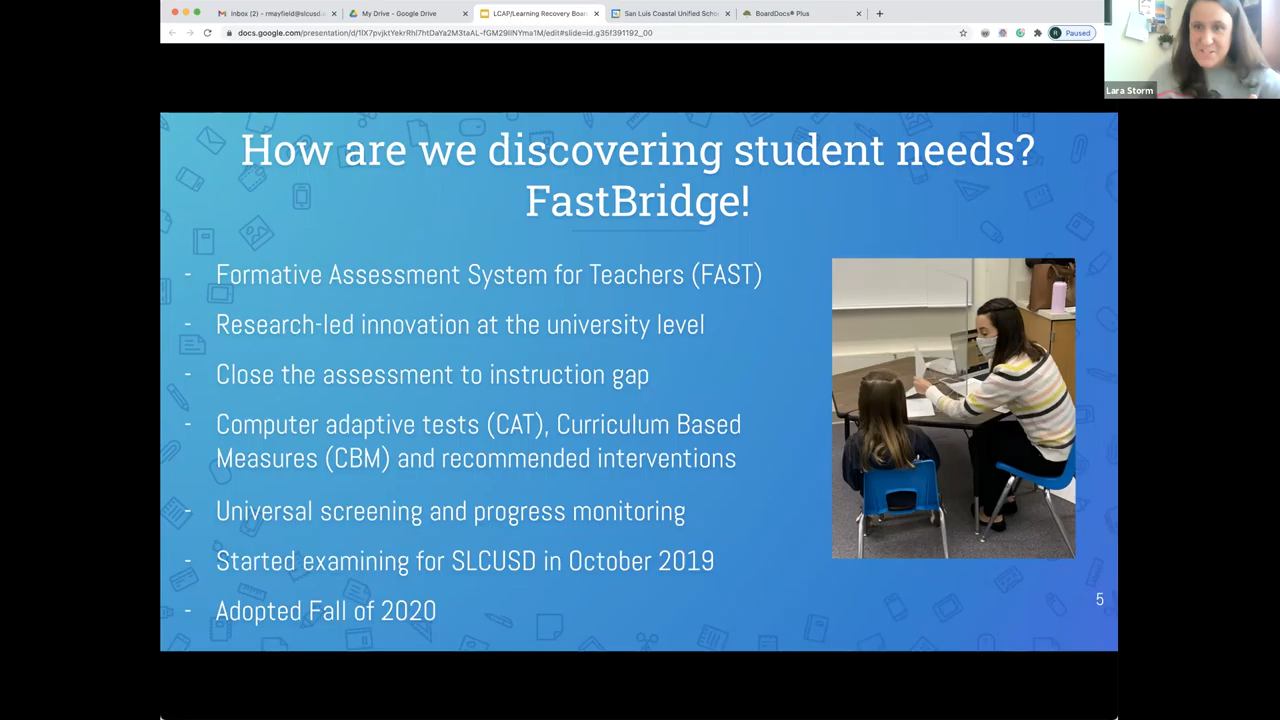 Inbox (2) - rmayfield@slcusd.
My Drive - Google Drive
LCAP/Learning Recovery Boar
San Luis Coastal Unified Scho
BoardDocs® Plus
Paused
Lara Storm
How are we discovering student needs?
FastBridge!
- Formative Assessment System for Teachers (FAST)
- Research-led innovation at the university level
- Close the assessment to instruction gap
- Computer adaptive tests (CAT), Curriculum Based
Measures (CBM) and recommended interventions
- Universal screening and progress monitoring
- Started examining for SLCUSD in October 2019
- Adopted Fall of 2020
5